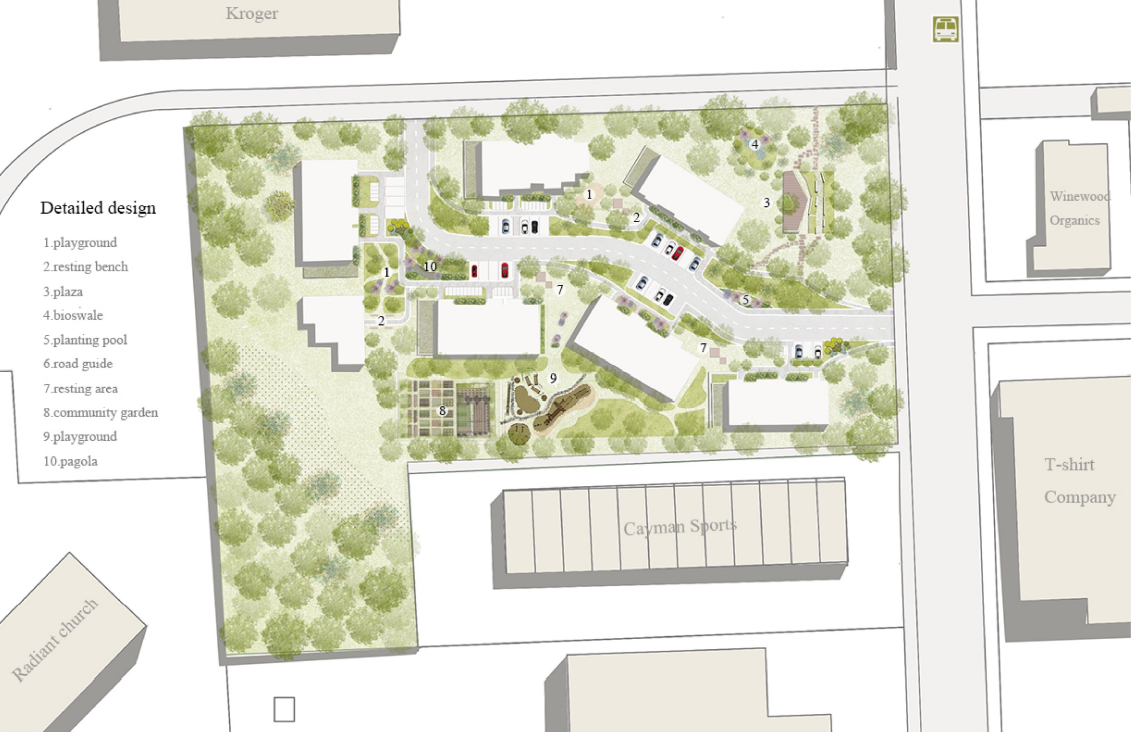 Kroger
Detailed design
1.playground
2.resting bench
3.plaza
4.bioswale
5.planting pool
6.road guide
7.resting area
8.community garden
9.playground
10.pagola
4
1
3
2
10
1
7
5
2
7
9
8
Winewood
Organics
T-shirt
Company
Cayman Sports
Radiant church